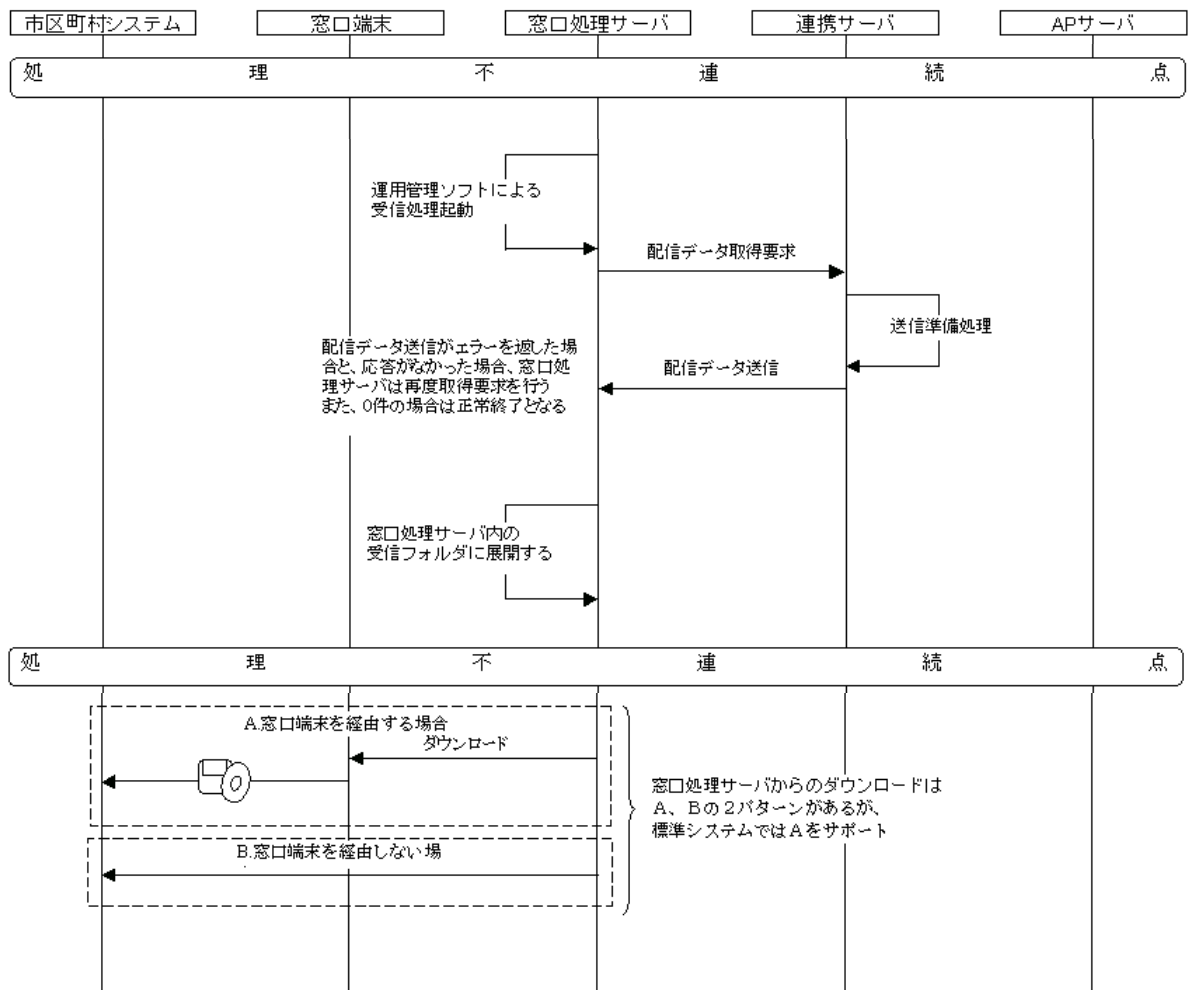 市区町村システム
窓口端末
窓口処理サーバ
連携サーバ
APサーバ
処 理 不 連 続 点
運用管理ソフトによる
受信処理起動
配信データ取得要求
送信準備処理
配信データ送信がエラーを返した場
合と、応答がなかった場合、窓口処
理サーバは再度取得要求を行う
また、0件の場合は正常終了となる
配信データ送信
窓口処理サーバ内の
受信フォルダに展開する
処 理 不 連 続 点
A.窓口端末を経由する場合
ダウンロード
窓口処理サーバからのダウンロードは
A、Bの2パターンがあるが、
標準システムではAをサポート
B.窓口端末を経由しない場